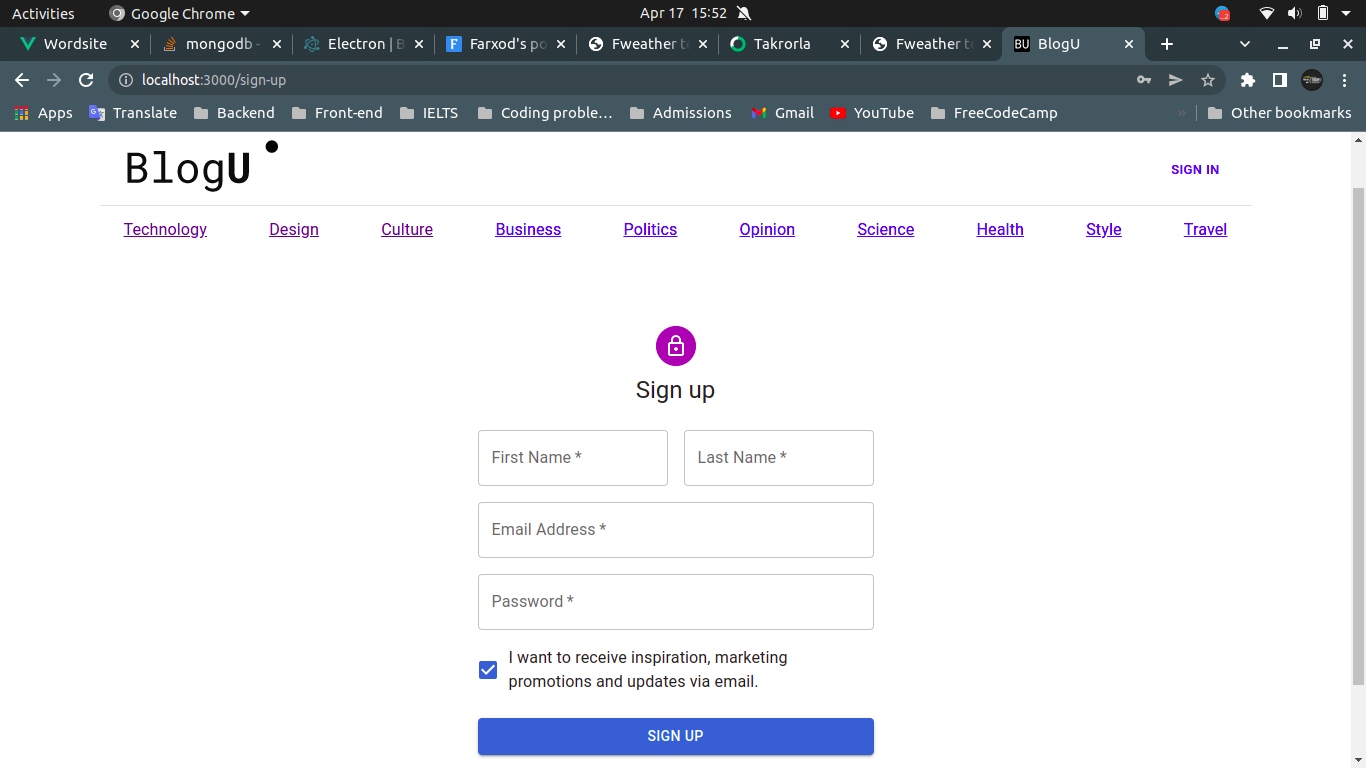 Activities Google Chrome Apr 17 15:52
Wordsite mongodb - Electron | B Farxod's po Fweather te Takrorla Fweather te BU BlogU
localhost:3000/sign-up
Apps Translate Backend Front-end IELTS Coding proble... Admissions Gmail YouTube FreeCodeCamp » Other bookmarks
BlogU
SIGN IN
Technology Design Culture Business Politics Opinion Science Health Style Travel
Sign up
First Name * Last Name *
Email Address *
Password *
I want to receive inspiration, marketing
promotions and updates via email.
SIGN UP